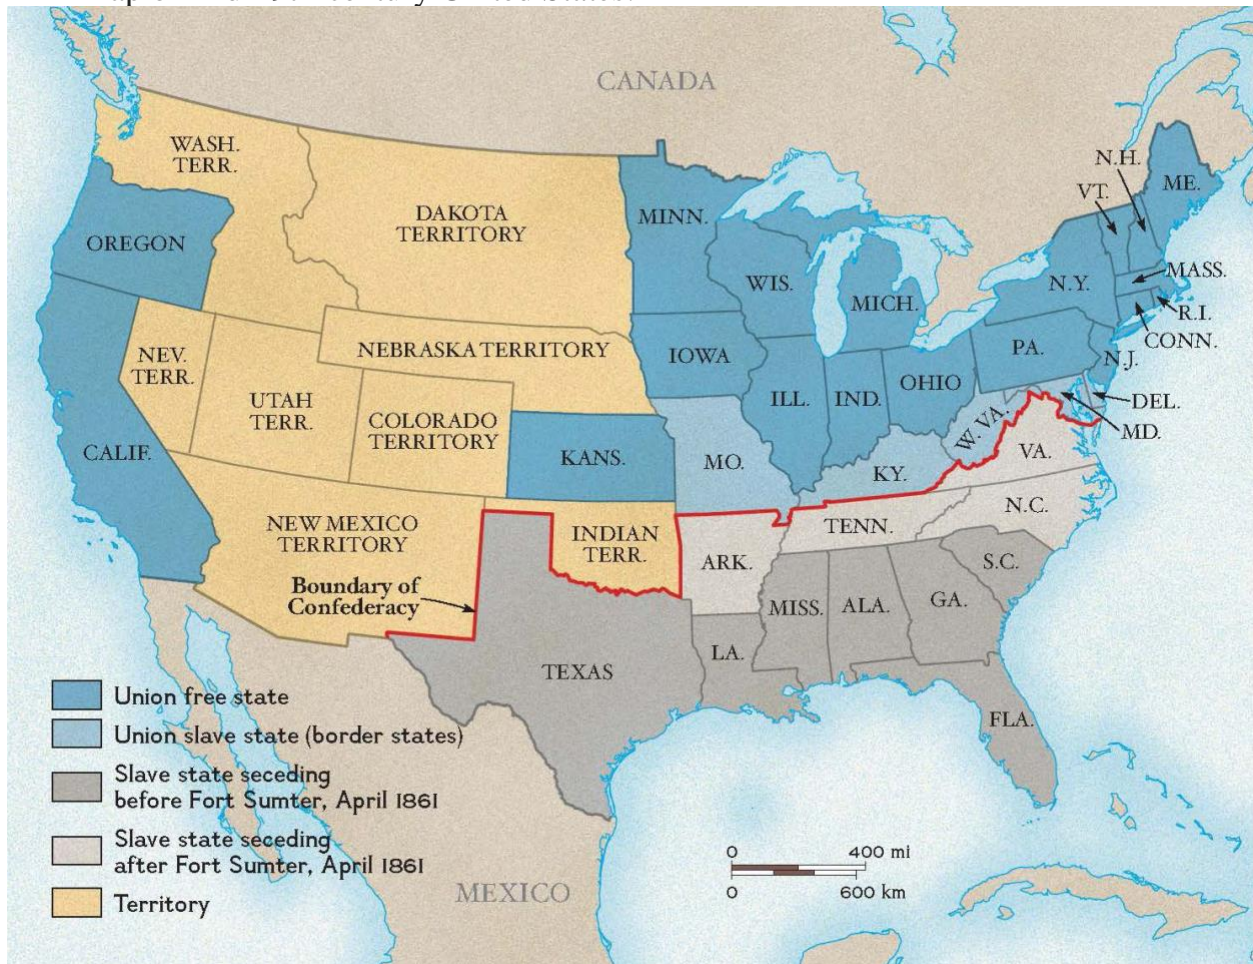 CANADA
WASH.
TERR.
DAKOTA
TERRITORY
MINN.
N.H.
VT.
ME.
OREGON
WIS.
MICH.
N.Y.
MASS.
R.I.
CONN.
NEV.
TERR.
NEBRASKA TERRITORY
IOWA
PA.
N.J.
UTAH
TERR.
COLORADO
TERRITORY
ILL.
IND.
OHIO
DEL.
MD.
CALIF.
KANS.
MO.
W. VA.
VA.
KY.
NEW MEXICO
TERRITORY
INDIAN
TERR.
TENN.
N.C.
Boundary of
Confederacy
ARK.
S.C.
MISS.
ALA.
GA.
TEXAS
LA.
FLA.
Union free state
Union slave state (border states)
Slave state seceding
before Fort Sumter, April 1861
Slave state seceding
after Fort Sumter, April 1861
Territory
MEXICO
0 400 mi
0 600 km